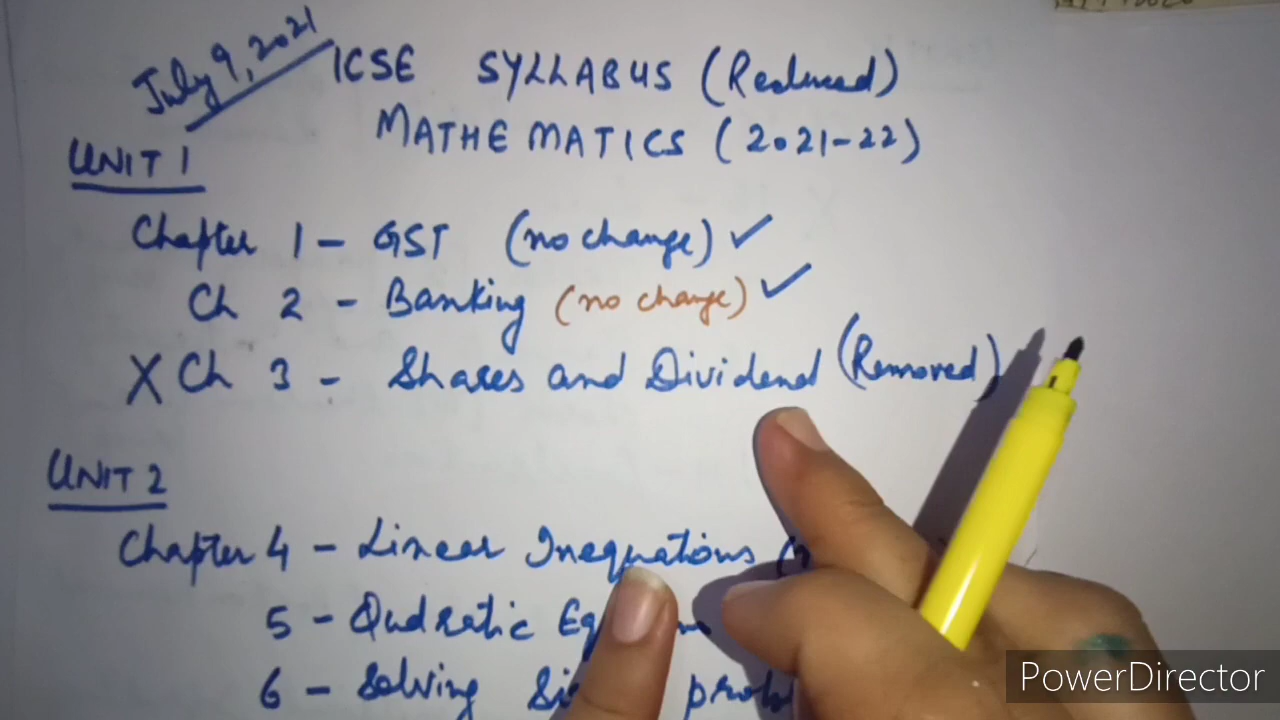 July 9, 2021
ICSE SYLLABUS (Reduced)
MATHEMATICS (2021-22)
UNIT 1
Chapter 1 - GST (no change) ✓
Ch 2 - Banking (no change) ✓
X Ch 3 - Shares and Dividend (Removed)
UNIT 2
Chapter 4 - Linear Inequations (
5 - Qudratic
6 - Solving
PowerDirector